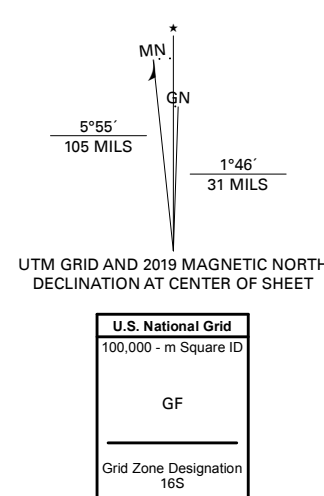 ★
MN
GN
5°55´
105 MILS
1°46´
31 MILS
UTM GRID AND 2019 MAGNETIC NORTH
DECLINATION AT CENTER OF SHEET
U.S. National Grid
100,000 - m Square ID
GF
Grid Zone Designation
16S